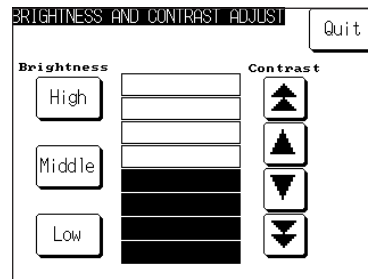 BRIGHTNESS AND CONTRAST ADJUST
Quit
Brightness
Contrast
High
Middle
Low